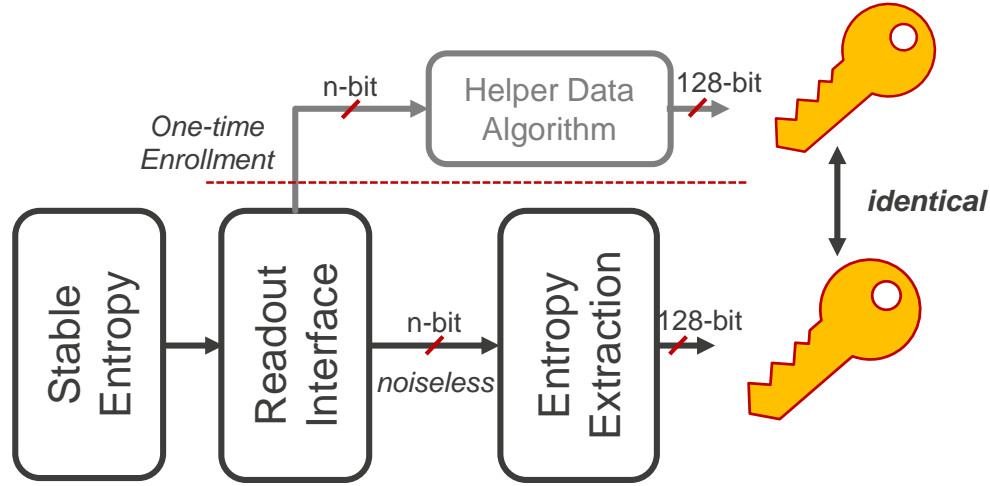 n-bit
Helper Data
Algorithm
128-bit
One-time
Enrollment
identical
Stable
Entropy
Readout
Interface
n-bit
noiseless
Entropy
Extraction
128-bit